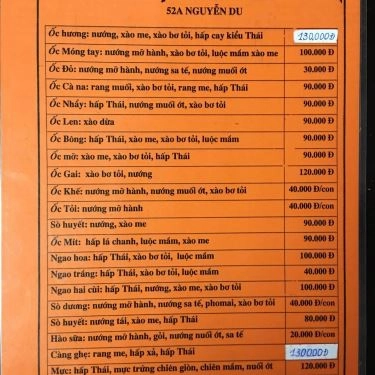 52A NGUYỄN DU
Ốc hương: nướng, xào me, xào bơ tỏi, hấp cay kiểu Thái 130,000Đ
Ốc Móng tay: nướng mỡ hành, xào bơ tỏi, luộc mắm xào me 100.000 Đ
Ốc Đỏ: nướng mỡ hành, nướng sa tế, nướng muối ớt 30.000 Đ
Ốc Cà na: rang muối, xào bơ tỏi, rang me, hấp Thái 90.000 Đ
Ốc Nhẩy: hấp Thái, nướng muối ớt, xào bơ tỏi 90.000 Đ
Ốc Len: xào dừa 90.000 Đ
Ốc Bông: hấp Thái, xào me, xào bơ tỏi, luộc mắm 90.000 Đ
Ốc mỡ: xào me, xào bơ tỏi, hấp Thái 90.000 Đ
Ốc Gai: xào bơ tỏi, nướng 120.000 Đ
Ốc Khế: nướng mỡ hành, nướng muối ớt, xào bơ tỏi 40.000 Đ/con
Ốc Tỏi: nướng mỡ hành 40.000 Đ/con
Sò huyết: nướng, xào me 90.000 Đ
Ốc Mít: hấp lá chanh, luộc mắm, xào me 90.000 Đ
Ngao hoa: hấp Thái, xào bơ tỏi, luộc mắm 100.000 Đ
Ngao trắng: hấp Thái, xào bơ tỏi, luộc mắm 40.000 Đ
Ngao hai cùi: hấp Thái, nướng, xào me, xào bơ tỏi 100.000 Đ
Sò dương: nướng mỡ hành, nướng sa tế, phomai, xào bơ tỏi 40.000 Đ/con
Sò huyết: nướng tái, xào me, hấp Thái 80.000 Đ
Hào sữa: nướng mỡ hành, gỏi, nướng nuối ớt, sa tế 20.000 Đ/con
Càng ghẹ: rang me, hấp xả, hấp Thái 130000Đ
Mực: hấp Thái, mực trứng chiên giòn, chiên mắm, nuối ớt 120.000 Đ